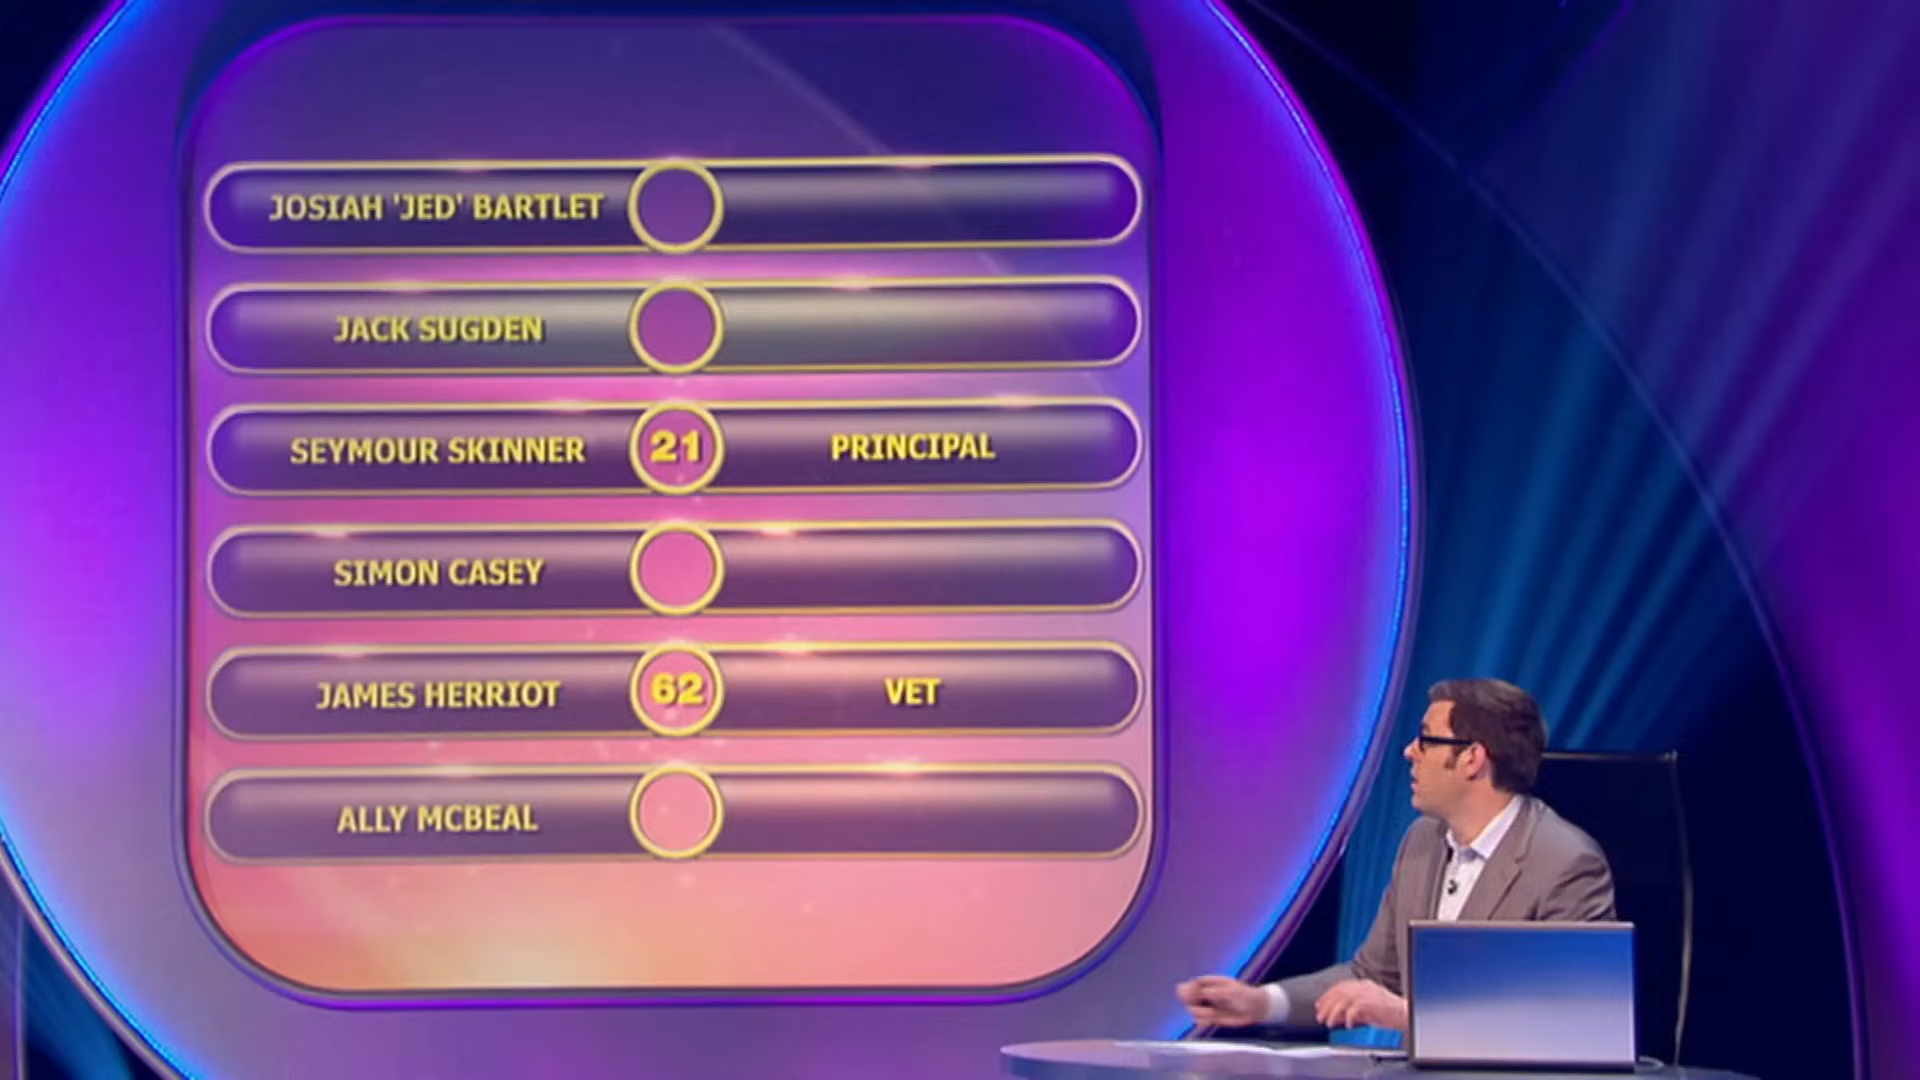 JOSIAH 'JED' BARTLET
JACK SUGDEN
SEYMOUR SKINNER 21 PRINCIPAL
SIMON CASEY
JAMES HERRIOT 62 VET
ALLY MCBEAL